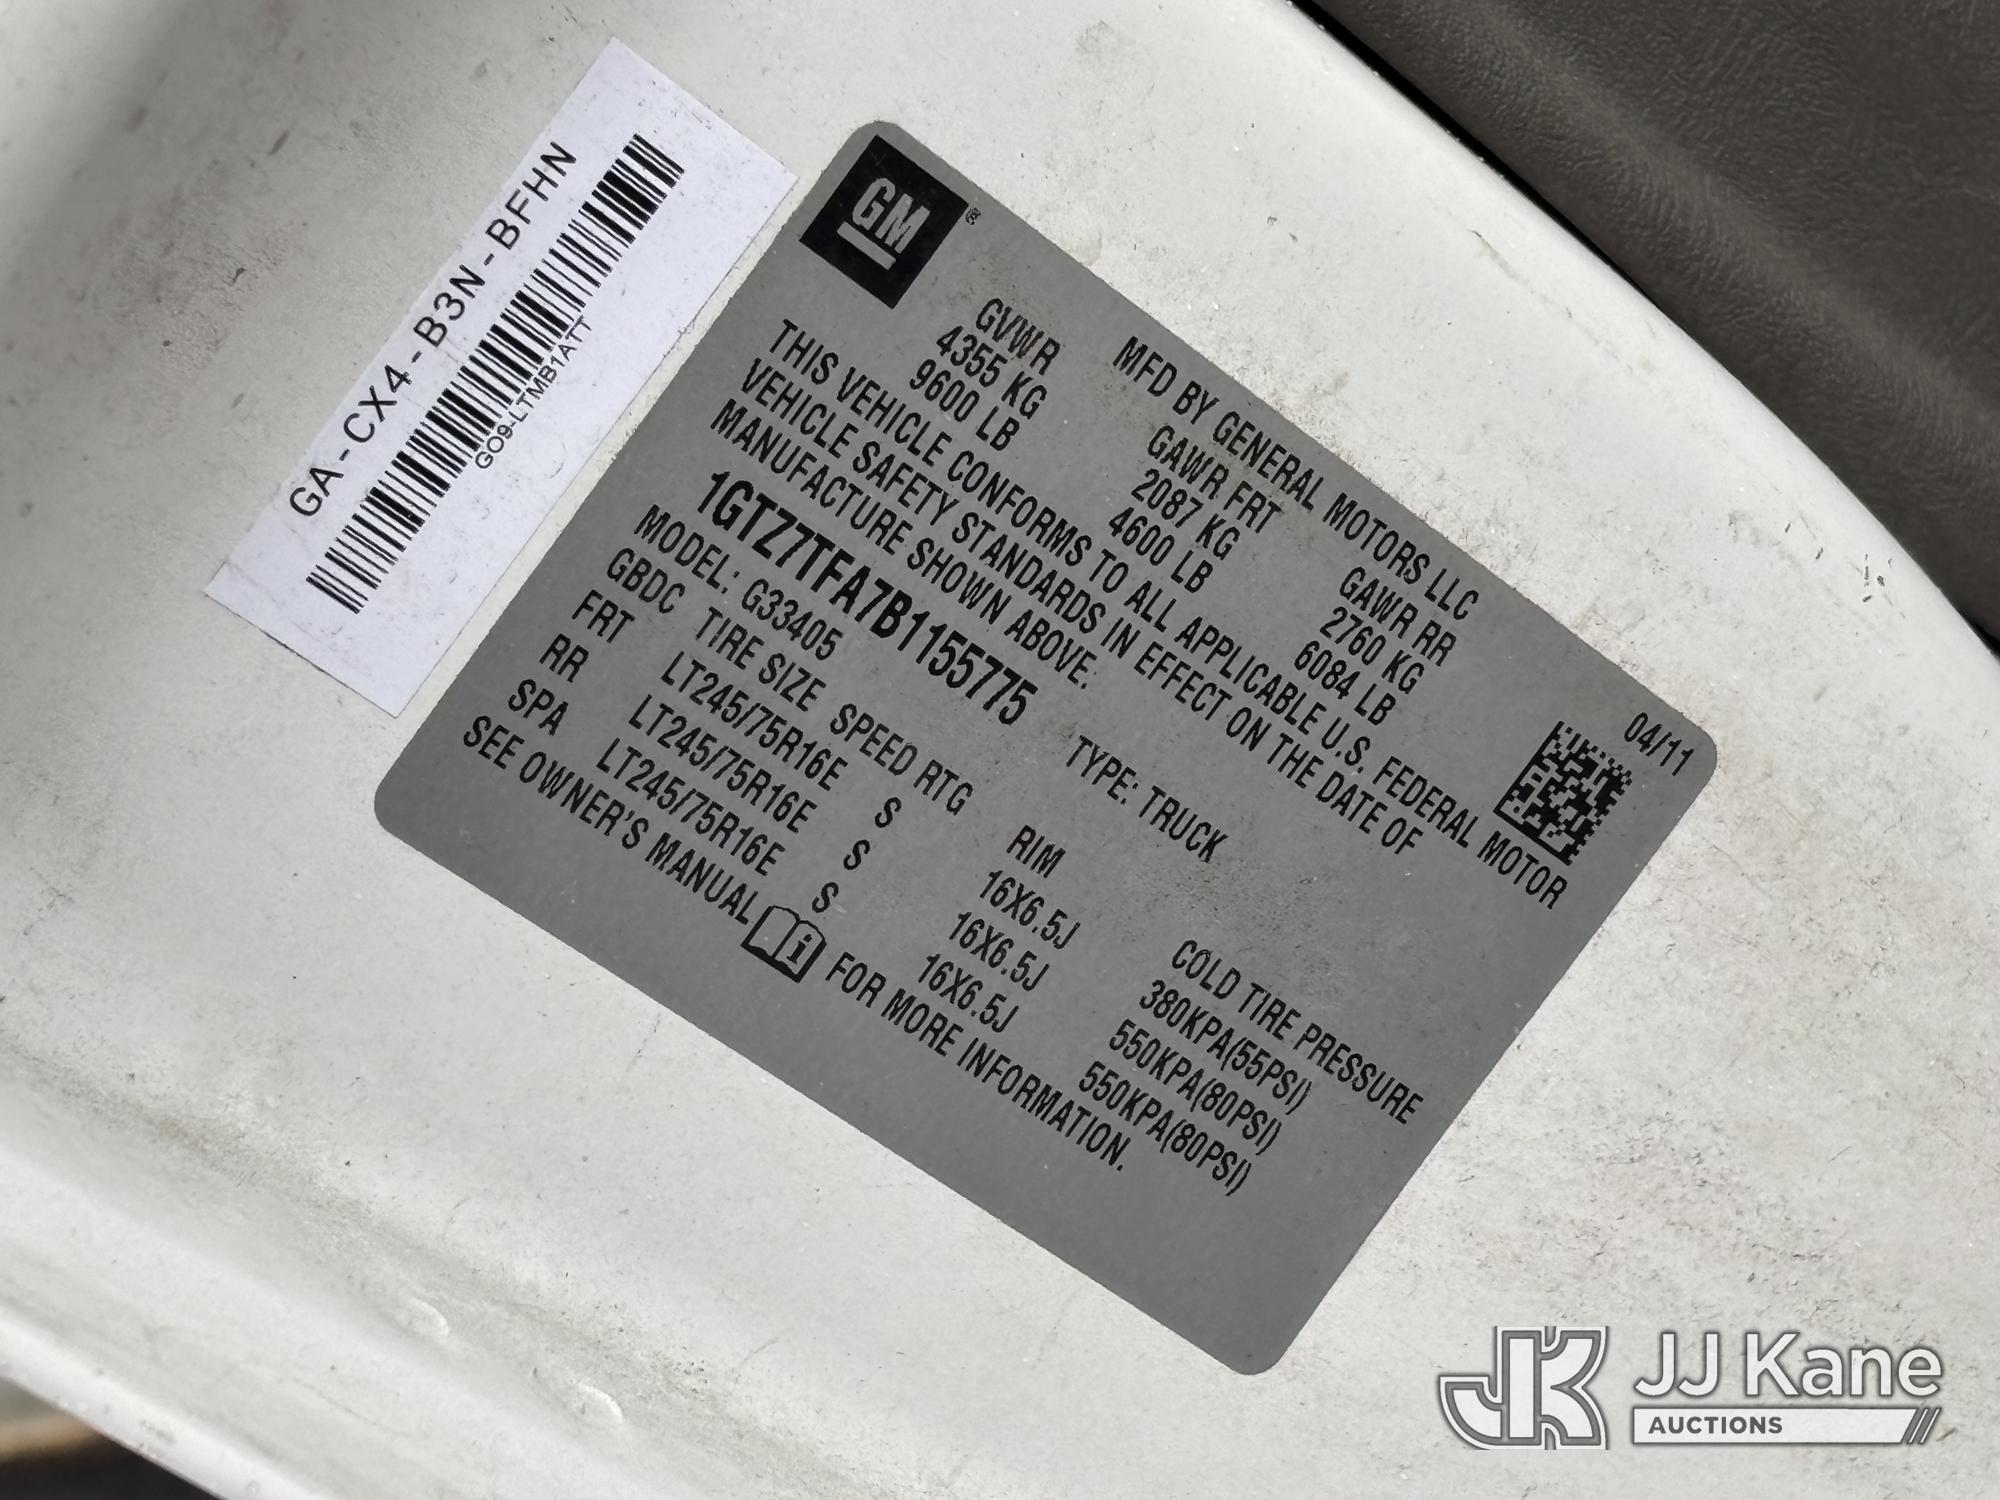 GA-CX4-B3N-BFHN
GO9-LTMB1ATT
GM®
MFD BY GENERAL MOTORS LLC 04/11
GVWR GAWR FRT GAWR RR
4355 KG 2087 KG 2760 KG
9600 LB 4600 LB 6084 LB
THIS VEHICLE CONFORMS TO ALL APPLICABLE U.S. FEDERAL MOTOR
VEHICLE SAFETY STANDARDS IN EFFECT ON THE DATE OF
MANUFACTURE SHOWN ABOVE.
1GTZ7TFA7B1155775 TYPE: TRUCK
MODEL: G33405
GBDC TIRE SIZE SPEED RTG RIM COLD TIRE PRESSURE
FRT LT245/75R16E S 16X6.5J 380KPA(55PSI)
RR LT245/75R16E S 16X6.5J 550KPA(80PSI)
SPA LT245/75R16E S 16X6.5J 550KPA(80PSI)
SEE OWNER'S MANUAL FOR MORE INFORMATION.
JK JJ Kane
AUCTIONS